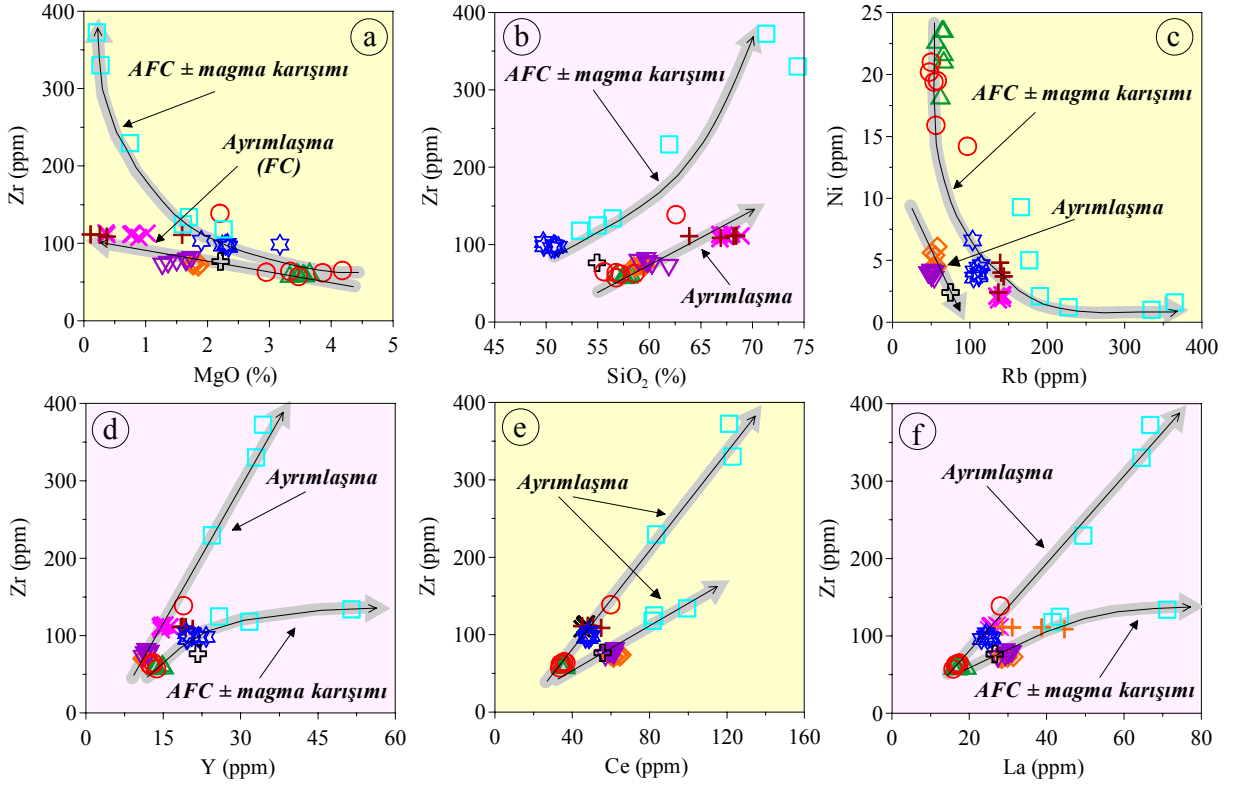 a
AFC ± magma karışımı
Ayrımlaşma
(FC)
400
300
200
100
0
Zr (ppm)
0 1 2 3 4 5
MgO (%)
b
AFC ± magma karışımı
Ayrımlaşma
400
300
200
100
0
Zr (ppm)
45 50 55 60 65 70 75
SiO₂ (%)
c
AFC ± magma karışımı
Ayrımlaşma
25
20
15
10
5
0
Ni (ppm)
0 100 200 300 400
Rb (ppm)
d
Ayrımlaşma
AFC ± magma karışımı
400
300
200
100
0
Zr (ppm)
0 15 30 45 60
Y (ppm)
e
Ayrımlaşma
400
300
200
100
0
Zr (ppm)
0 40 80 120 160
Ce (ppm)
f
Ayrımlaşma
AFC ± magma karışımı
400
300
200
100
0
Zr (ppm)
0 20 40 60 80
La (ppm)